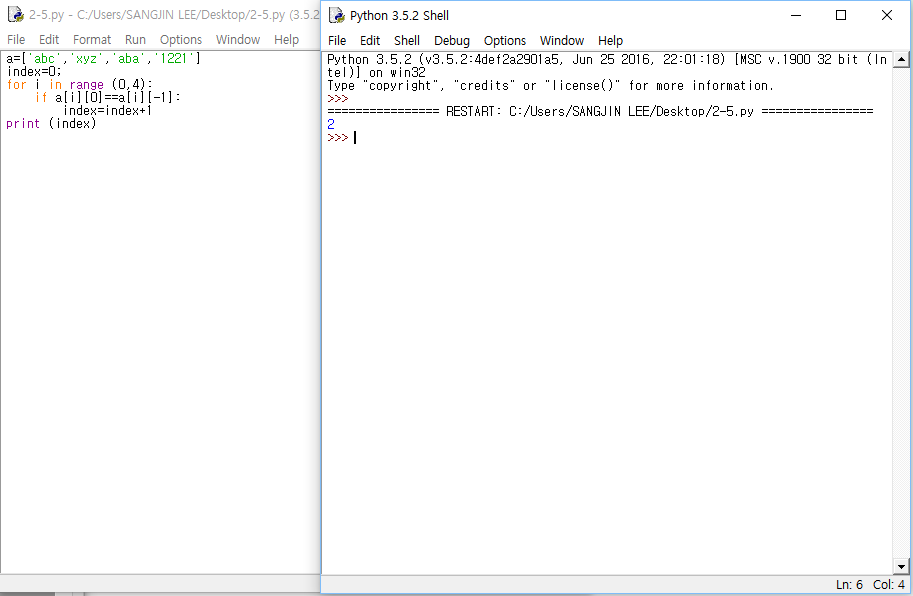 2-5.py - C:/Users/SANGJIN LEE/Desktop/2-5.py (3.5.2
File Edit Format Run Options Window Help
a=['abc','xyz','aba','1221']
index=0;
for i in range (0,4):
    if a[i][0]==a[i][-1]:
        index=index+1
print (index)
Python 3.5.2 Shell
File Edit Shell Debug Options Window Help
Python 3.5.2 (v3.5.2:4def2a2901a5, Jun 25 2016, 22:01:18) [MSC v.1900 32 bit (In
tel)] on win32
Type "copyright", "credits" or "license()" for more information.
>>>
================ RESTART: C:/Users/SANGJIN LEE/Desktop/2-5.py ================
2
>>>
Ln: 6 Col: 4